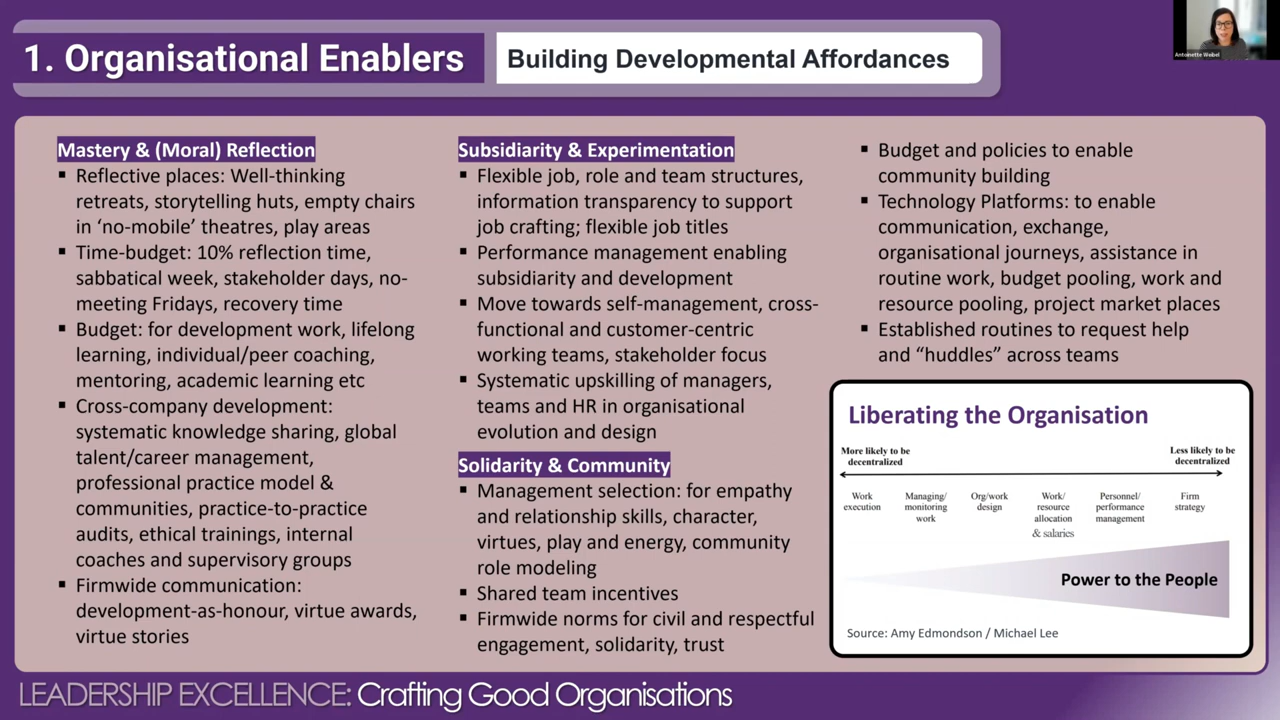 1. Organisational Enablers
Building Developmental Affordances
Antoinette Weibel
Mastery & (Moral) Reflection
▪ Reflective places: Well-thinking
retreats, storytelling huts, empty chairs
in ‘no-mobile’ theatres, play areas
▪ Time-budget: 10% reflection time,
sabbatical week, stakeholder days, no-
meeting Fridays, recovery time
▪ Budget: for development work, lifelong
learning, individual/peer coaching,
mentoring, academic learning etc
▪ Cross-company development:
systematic knowledge sharing, global
talent/career management,
professional practice model &
communities, practice-to-practice
audits, ethical trainings, internal
coaches and supervisory groups
▪ Firmwide communication:
development-as-honour, virtue awards,
virtue stories
Subsidiarity & Experimentation
▪ Flexible job, role and team structures,
information transparency to support
job crafting; flexible job titles
▪ Performance management enabling
subsidiarity and development
▪ Move towards self-management, cross-
functional and customer-centric
working teams, stakeholder focus
▪ Systematic upskilling of managers,
teams and HR in organisational
evolution and design
Solidarity & Community
▪ Management selection: for empathy
and relationship skills, character,
virtues, play and energy, community
role modeling
▪ Shared team incentives
▪ Firmwide norms for civil and respectful
engagement, solidarity, trust
▪ Budget and policies to enable
community building
▪ Technology Platforms: to enable
communication, exchange,
organisational journeys, assistance in
routine work, budget pooling, work and
resource pooling, project market places
▪ Established routines to request help
and “huddles” across teams
Liberating the Organisation
More likely to be
decentralized
Less likely to be
decentralized
Work
execution
Managing/
monitoring
work
Org/work
design
Work/
resource
allocation
& salaries
Personnel/
performance
management
Firm
strategy
Power to the People
Source: Amy Edmondson / Michael Lee
LEADERSHIP EXCELLENCE: Crafting Good Organisations